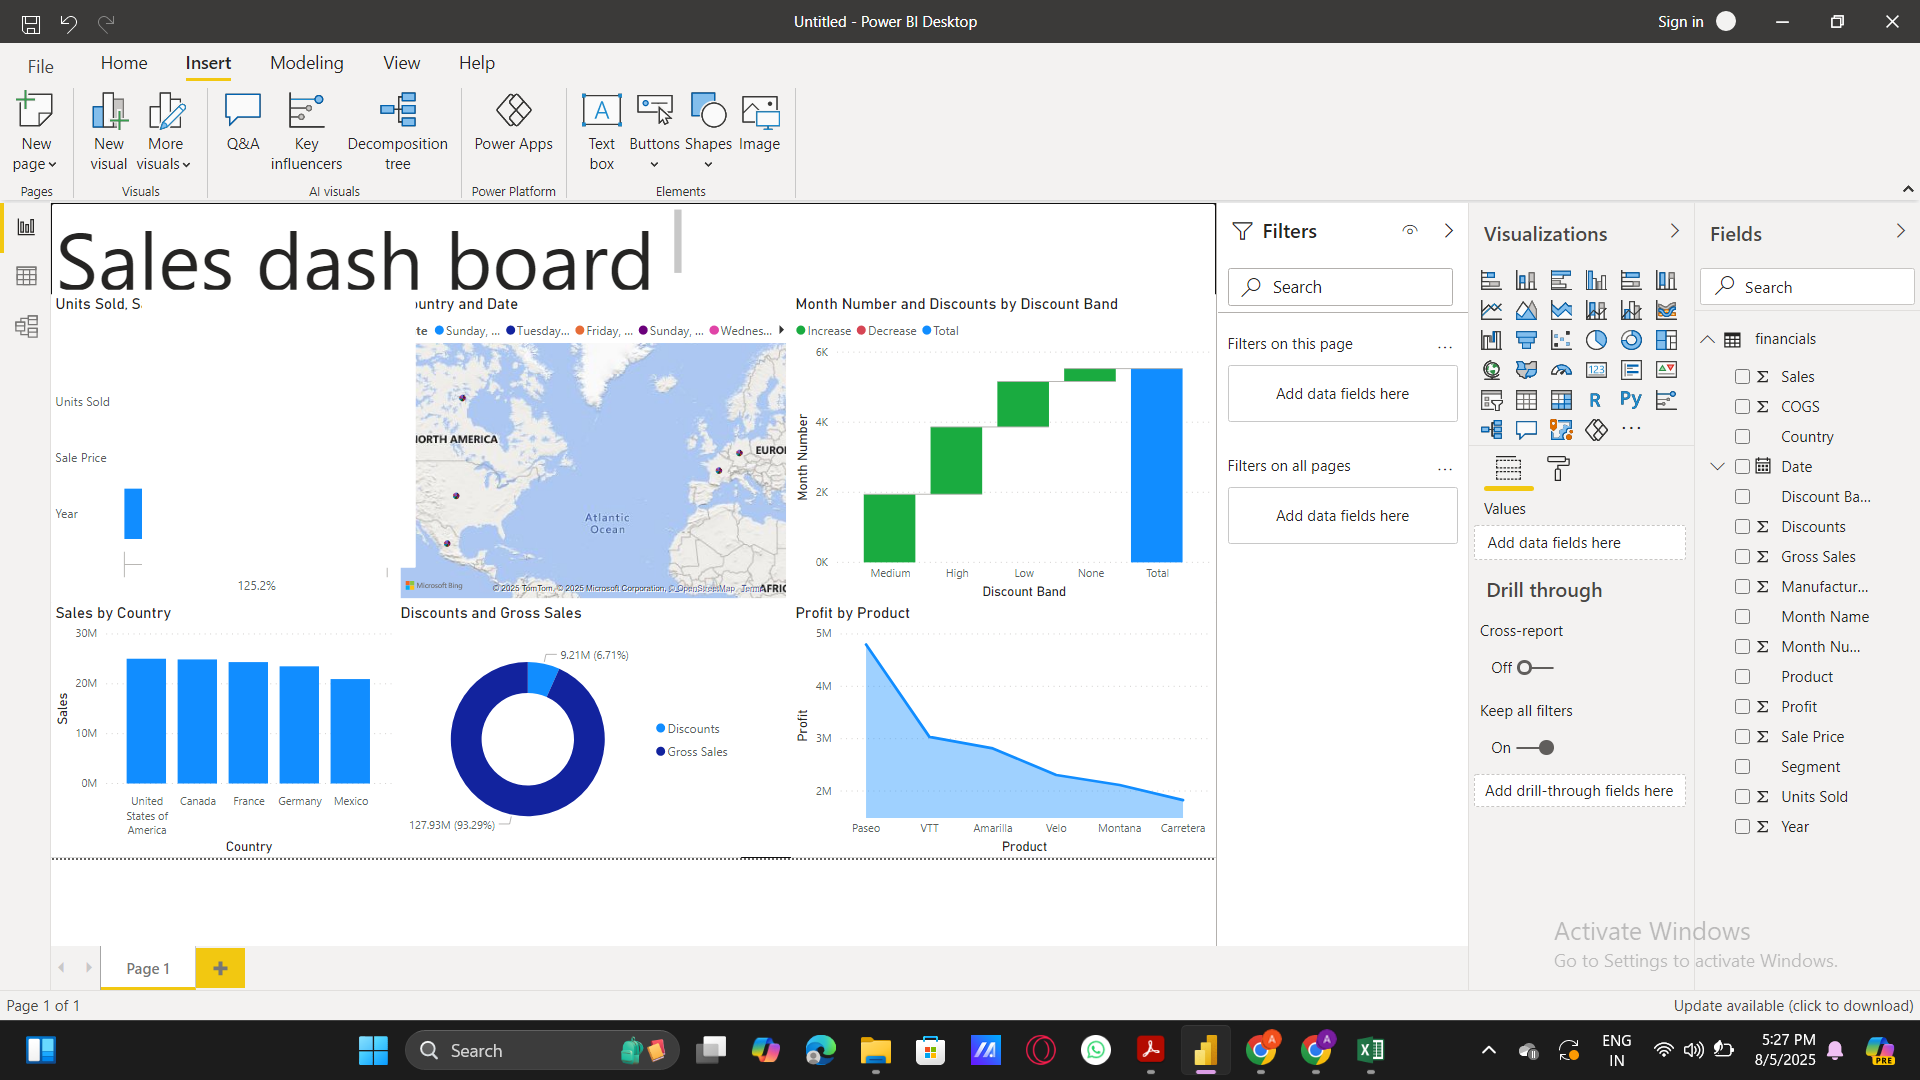 Untitled - Power BI Desktop
Sign in
File
Home
Insert
Modeling
View
Help
New page
New visual
More visuals
Q&A
Key influencers
Decomposition tree
Power Apps
Text box
Buttons
Shapes
Image
Pages
Visuals
AI visuals
Power Platform
Elements
Sales dash board
Units Sold, S
Units Sold
Sale Price
Year
125.2%
ountry and Date
te
Sunday, ...
Tuesday...
Friday, ...
Sunday, ...
Wednes...
NORTH AMERICA
EURO
Atlantic
Ocean
AFRIC
Microsoft Bing
© 2025 TomTom, © 2025 Microsoft Corporation, © OpenStreetMap Terms
Month Number and Discounts by Discount Band
Increase
Decrease
Total
6K
4K
2K
0K
Month Number
Medium
High
Low
None
Total
Discount Band
Sales by Country
30M
20M
10M
0M
Sales
United States of America
Canada
France
Germany
Mexico
Country
Discounts and Gross Sales
9.21M (6.71%)
127.93M (93.29%)
Discounts
Gross Sales
Profit by Product
5M
4M
3M
2M
Profit
Paseo
VTT
Amarilla
Velo
Montana
Carretera
Product
Filters
Search
Filters on this page
...
Add data fields here
Filters on all pages
...
Add data fields here
Visualizations
123
R
Py
...
Values
Add data fields here
Drill through
Cross-report
Off
Keep all filters
On
Add drill-through fields here
Fields
Search
financials
Σ Sales
Σ COGS
Country
Date
Discount Ba...
Σ Discounts
Σ Gross Sales
Σ Manufactur...
Month Name
Σ Month Nu...
Product
Σ Profit
Σ Sale Price
Segment
Σ Units Sold
Σ Year
Activate Windows
Go to Settings to activate Windows.
Page 1
Page 1 of 1
Update available (click to download)
Search
A
A
ENG
IN
5:27 PM
8/5/2025
PRE